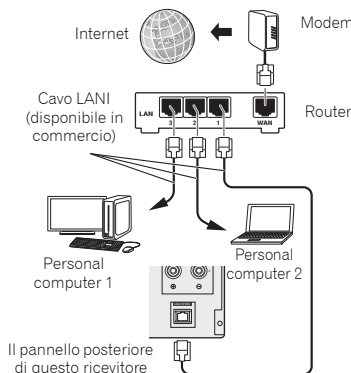 Internet
Modem
Cavo LANI
(disponibile in
commercio)
LAN
3
2
1
WAN
Router
Personal
computer 1
Personal
computer 2
Il pannello posteriore
di questo ricevitore